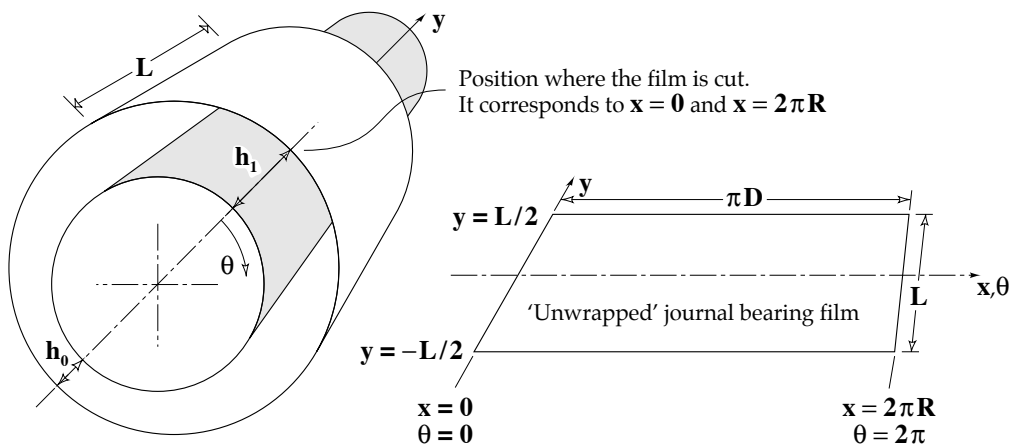 y
L
Position where the film is cut.
It corresponds to x = 0 and x = 2πR
h₁
θ
h₀
y
πD
y = L/2
x,θ
L
'Unwrapped' journal bearing film
y = −L/2
x = 0
θ = 0
x = 2πR
θ = 2π